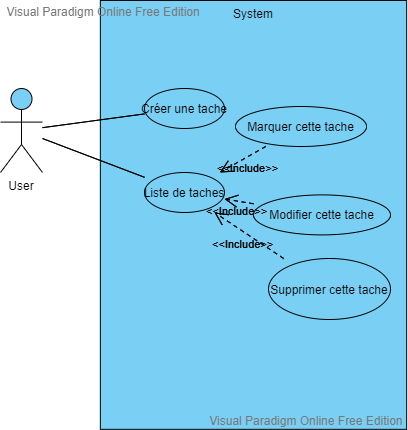 Visual Paradigm Online Free Edition
System
Créer une tache
Marquer cette tache
User
<<Include>>
Liste de taches
<<Include>>
Modifier cette tache
<<Include>>
Supprimer cette tache
Visual Paradigm Online Free Edition